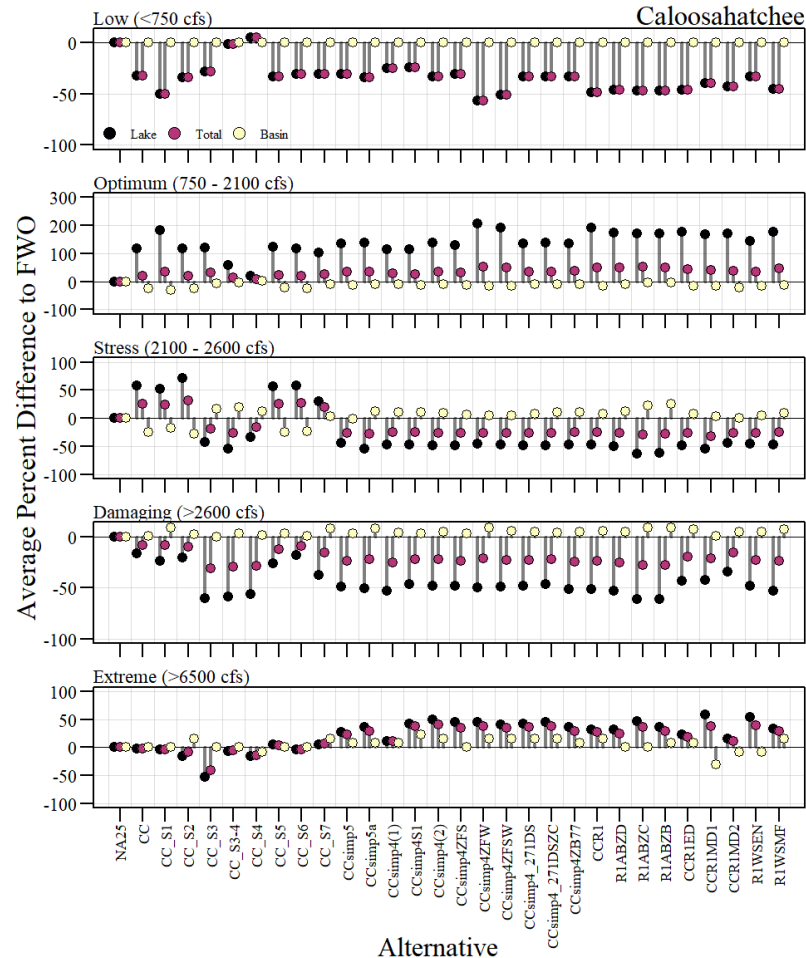 Low (<750 cfs)
Caloosahatchee
0
-50
-100
Lake
Total
Basin
Optimum (750 - 2100 cfs)
300
200
100
0
-100
Stress (2100 - 2600 cfs)
100
50
0
-50
-100
Damaging (>2600 cfs)
0
-50
-100
Extreme (>6500 cfs)
100
50
0
-50
-100
Average Percent Difference to FWO
NA25
CC
CC_S1
CC_S2
CC_S3
CC_S3-4
CC_S4
CC_S5
CC_S6
CC_S7
CCsimp5
CCsimp5a
CCsimp4(1)
CCsimp4S1
CCsimp4(2)
CCsimp4ZFS
CCsimp4ZFW
CCsimp4ZFSW
CCsimp4_271DS
CCsimp4_271DSZC
CCsimp4ZB77
CCR1
R1ABZD
R1ABZC
R1ABZB
CCR1ED
CCR1MD1
CCR1MD2
R1WSEN
R1WSMF
Alternative